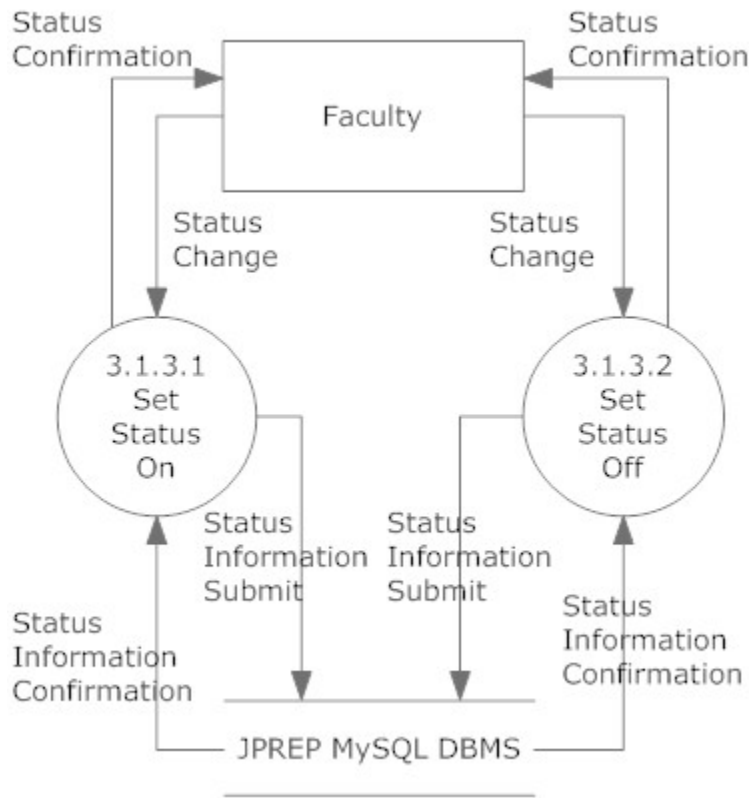 Status
Confirmation
Status
Confirmation
Faculty
Status
Change
Status
Change
3.1.3.1
Set
Status
On
3.1.3.2
Set
Status
Off
Status
Information
Submit
Status
Information
Submit
Status
Information
Confirmation
Status
Information
Confirmation
JPREP MySQL DBMS